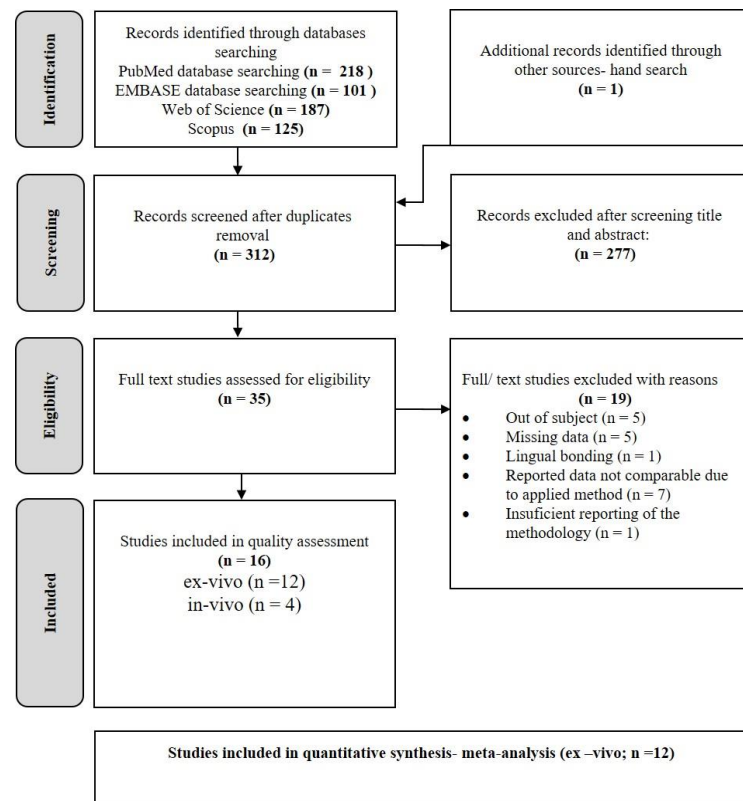 Identification
Records identified through databases
searching
PubMed database searching (n = 218 )
EMBASE database searching (n = 101 )
Web of Science (n = 187)
Scopus (n = 125)
Additional records identified through
other sources- hand search
(n = 1)
Screening
Records screened after duplicates
removal
(n = 312)
Records excluded after screening title
and abstract:
(n = 277)
Eligibility
Full text studies assessed for eligibility
(n = 35)
Full/ text studies excluded with reasons
(n = 19)
• Out of subject (n = 5)
• Missing data (n = 5)
• Lingual bonding (n = 1)
• Reported data not comparable due
to applied method (n = 7)
• Insuficient reporting of the
methodology (n = 1)
Included
Studies included in quality assessment
(n = 16)
ex-vivo (n =12)
in-vivo (n = 4)
Studies included in quantitative synthesis- meta-analysis (ex –vivo; n =12)